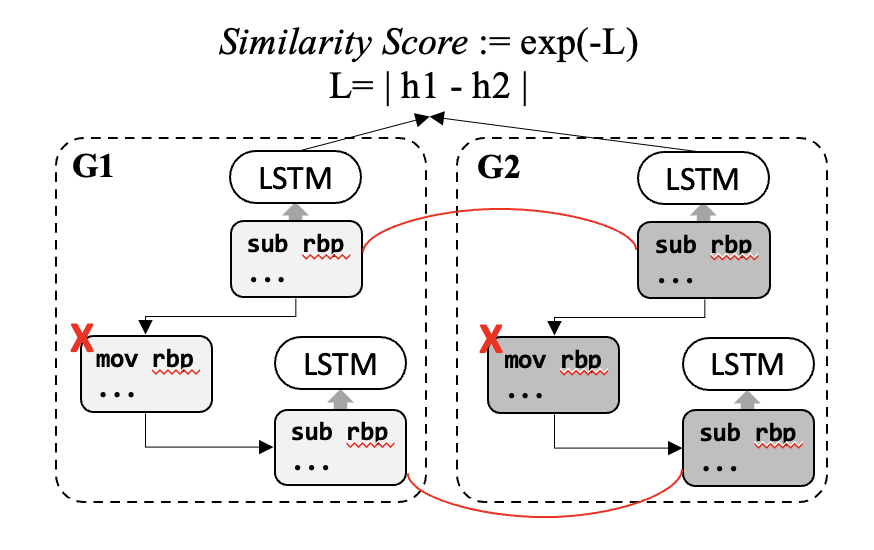 Similarity Score := exp(-L)
L= | h1 - h2 |
G1
LSTM
sub rbp
...
X
mov rbp
...
LSTM
sub rbp
...
G2
LSTM
sub rbp
...
X
mov rbp
...
LSTM
sub rbp
...